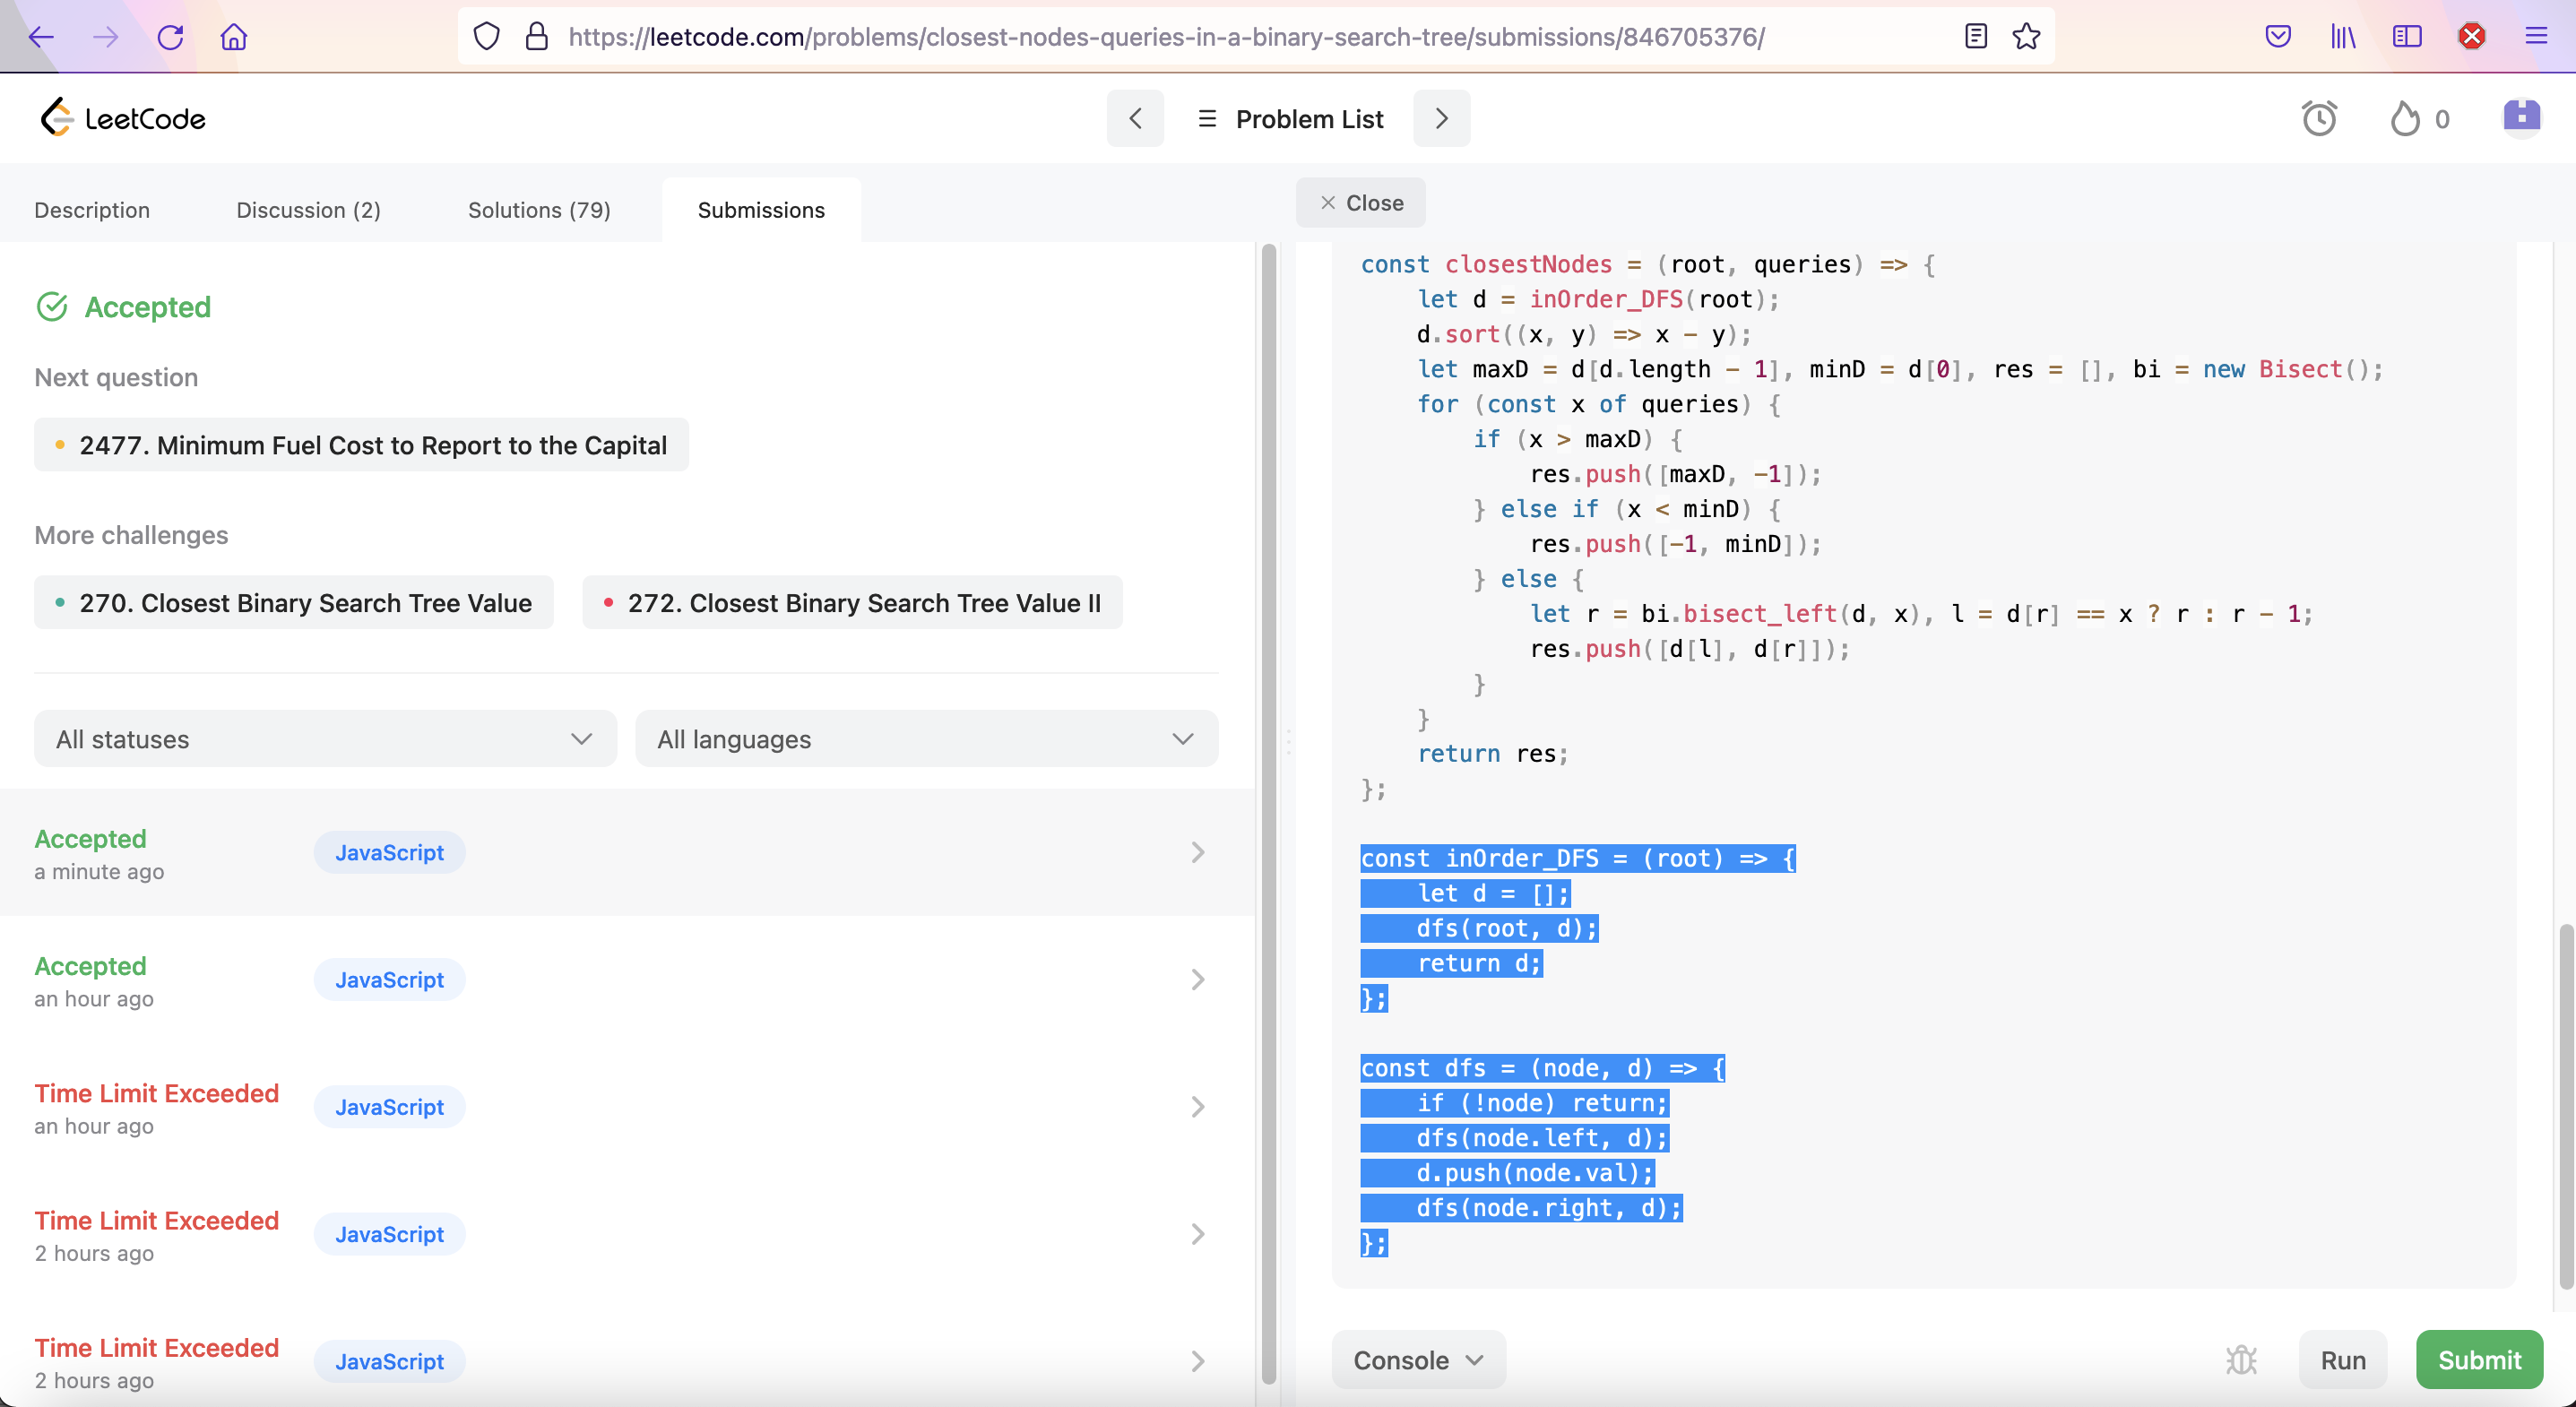 https://leetcode.com/problems/closest-nodes-queries-in-a-binary-search-tree/submissions/846705376/
LeetCode
Problem List
0
Description
Discussion (2)
Solutions (79)
Submissions
Close
Accepted
Next question
2477. Minimum Fuel Cost to Report to the Capital
More challenges
270. Closest Binary Search Tree Value
272. Closest Binary Search Tree Value II
All statuses
All languages
Accepted
a minute ago
JavaScript
Accepted
an hour ago
JavaScript
Time Limit Exceeded
an hour ago
JavaScript
Time Limit Exceeded
2 hours ago
JavaScript
Time Limit Exceeded
2 hours ago
JavaScript
const closestNodes = (root, queries) => {
    let d = inOrder_DFS(root);
    d.sort((x, y) => x - y);
    let maxD = d[d.length - 1], minD = d[0], res = [], bi = new Bisect();
    for (const x of queries) {
        if (x > maxD) {
            res.push([maxD, -1]);
        } else if (x < minD) {
            res.push([-1, minD]);
        } else {
            let r = bi.bisect_left(d, x), l = d[r] == x ? r : r - 1;
            res.push([d[l], d[r]]);
        }
    }
    return res;
};
const inOrder_DFS = (root) => {
    let d = [];
    dfs(root, d);
    return d;
};
const dfs = (node, d) => {
    if (!node) return;
    dfs(node.left, d);
    d.push(node.val);
    dfs(node.right, d);
};
Console
Run
Submit